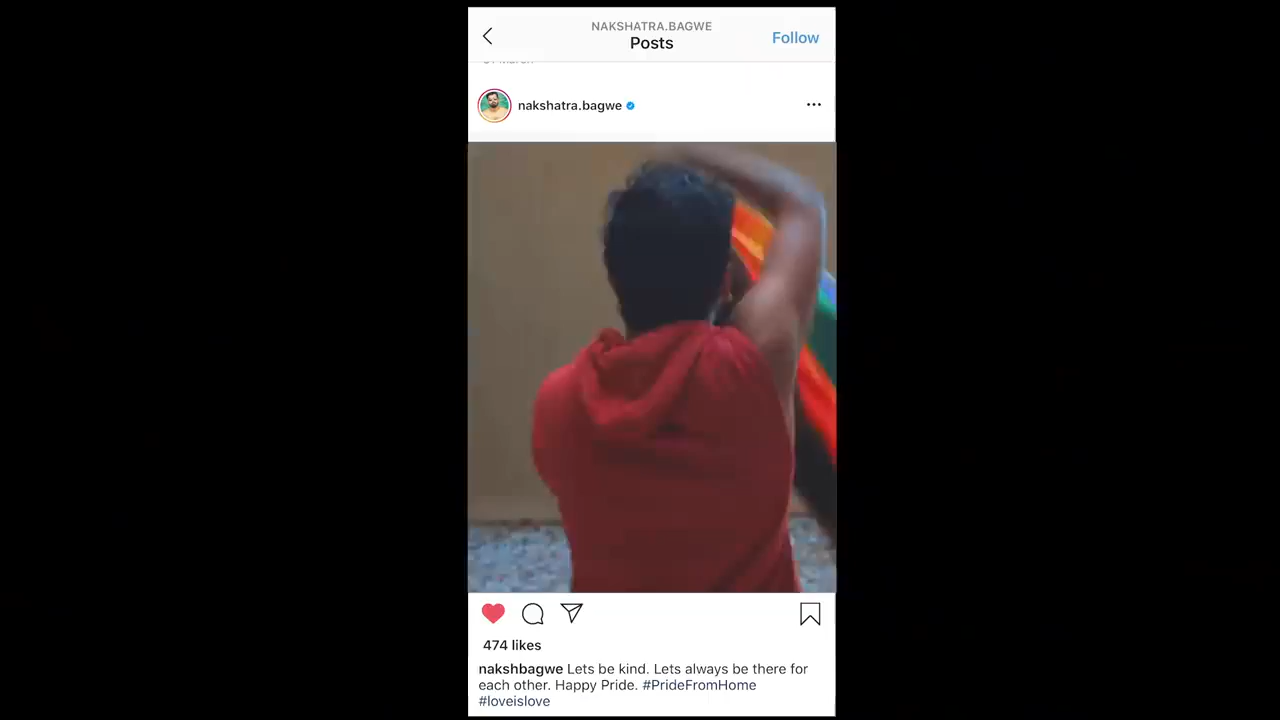 NAKSHATRA.BAGWE
Posts
Follow
nakshatra.bagwe
474 likes
nakshbagwe Lets be kind. Lets always be there for
each other. Happy Pride. #PrideFromHome
#loveislove